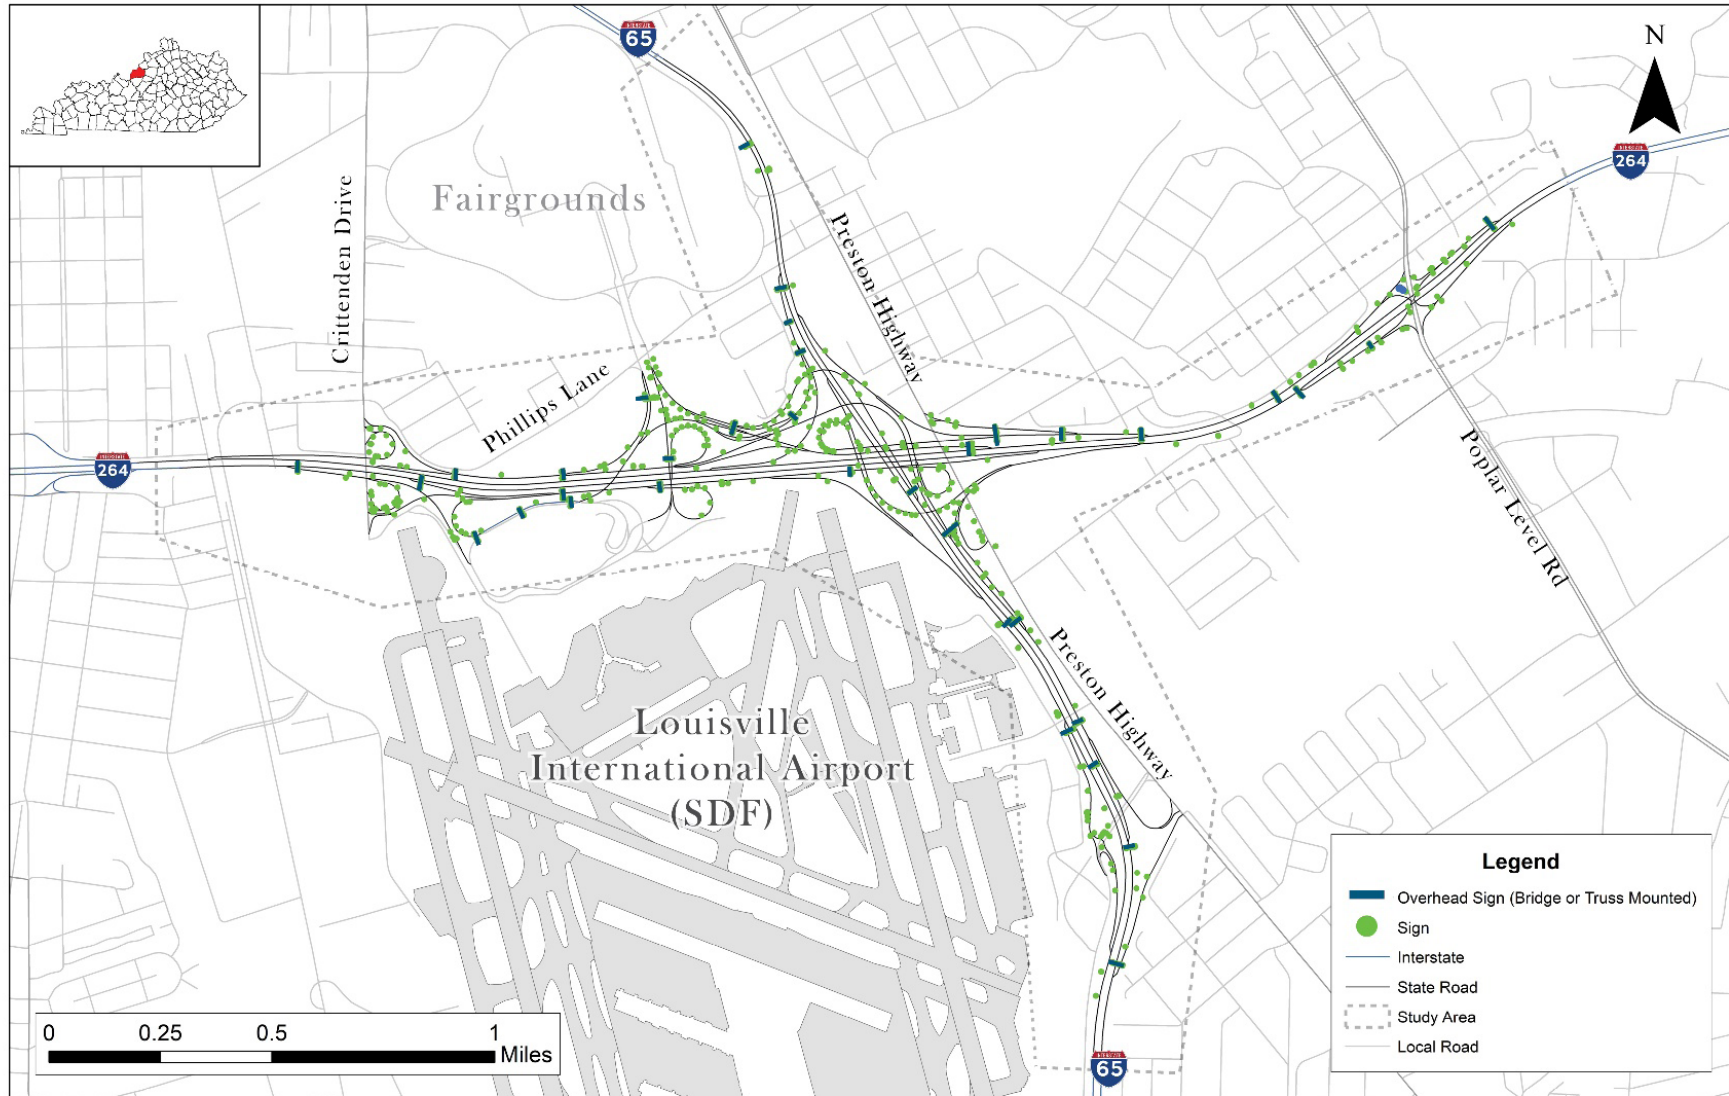 65
N
264
Fairgrounds
Crittenden Drive
Preston Highway
Phillips Lane
264
Poplar Level Rd
Preston Highway
Louisville
International Airport
(SDF)
Legend
Overhead Sign (Bridge or Truss Mounted)
Sign
Interstate
State Road
Study Area
Local Road
0 0.25 0.5 1
Miles
65